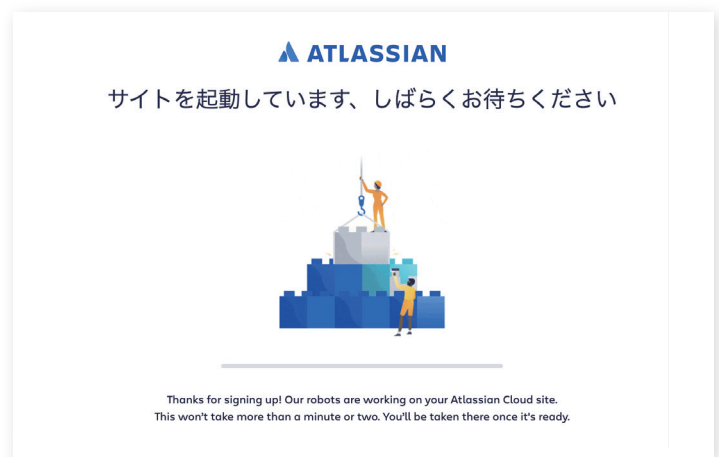 ATLASSIAN
サイトを起動しています、しばらくお待ちください
Thanks for signing up! Our robots are working on your Atlassian Cloud site.
This won't take more than a minute or two. You'll be taken there once it's ready.